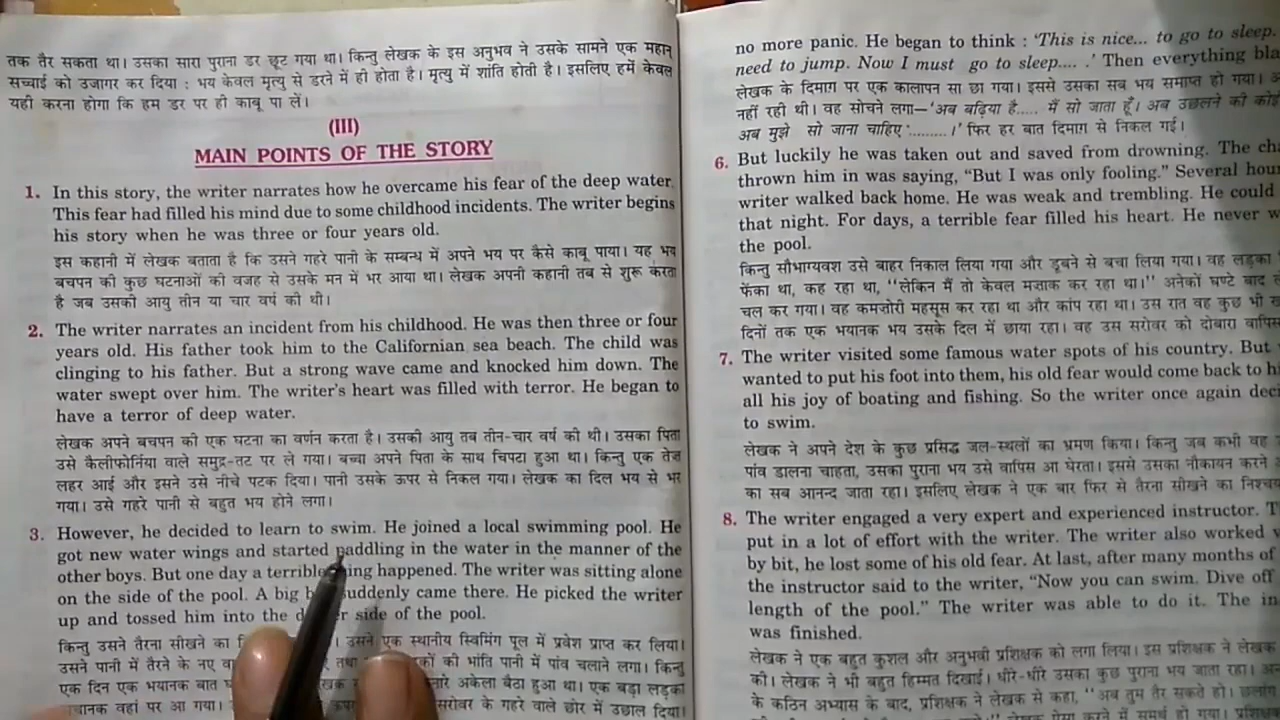 तक तैर सकता था। उसका सारा पुराना डर छूट गया था। किन्तु लेखक के इस अनुभव ने उसके सामने एक महान्
सच्चाई को उजागर कर दिया : भय केवल मृत्यु से डरने में ही होता है। मृत्यु में शांति होती है। इसलिए हमें केवल
यही करना होगा कि हम डर पर ही काबू पा लें।
(III)
MAIN POINTS OF THE STORY
1. In this story, the writer narrates how he overcame his fear of the deep water.
This fear had filled his mind due to some childhood incidents. The writer begins
his story when he was three or four years old.
इस कहानी में लेखक बताता है कि उसने गहरे पानी के सम्बन्ध में अपने भय पर कैसे काबू पाया। यह भय
बचपन की कुछ घटनाओं की वजह से उसके मन में भर आया था। लेखक अपनी कहानी तब से शुरू करता
है जब उसकी आयु तीन या चार वर्ष की थी।
2. The writer narrates an incident from his childhood. He was then three or four
years old. His father took him to the Californian sea beach. The child was
clinging to his father. But a strong wave came and knocked him down. The
water swept over him. The writer's heart was filled with terror. He began to
have a terror of deep water.
लेखक अपने बचपन की एक घटना का वर्णन करता है। उसकी आयु तब तीन-चार वर्ष की थी। उसका पिता
उसे कैलीफोर्निया वाले समुद्र-तट पर ले गया। बच्चा अपने पिता के साथ चिपटा हुआ था। किन्तु एक तेज
लहर आई और इसने उसे नीचे पटक दिया। पानी उसके ऊपर से निकल गया। लेखक का दिल भय से भर
गया। उसे गहरे पानी से बहुत भय होने लगा।
3. However, he decided to learn to swim. He joined a local swimming pool. He
got new water wings and started paddling in the water in the manner of the
other boys. But one day a terrible happened. The writer was sitting alone
on the side of the pool. A big suddenly came there. He picked the writer
up and tossed him into the side of the pool.
किन्तु उसने तैरना सीखने का उसने एक स्थानीय स्विमिंग पूल में प्रवेश प्राप्त कर लिया।
उसने पानी में तैरने के नए तथा की भांति पानी में पांव चलाने लगा। किन्तु
एक दिन एक भयानक बात अकेला बैठा हुआ था। एक बड़ा लड़का
वहां पर आ गया। सरोवर के गहरे वाले छोर में उछाल दिया।
no more panic. He began to think : 'This is nice... to go to sleep.
need to jump. Now I must go to sleep.... .' Then everything
लेखक के दिमाग़ पर एक कालापन सा छा गया। इससे उसका सब भय समाप्त हो गया।
नहीं रही थी। वह सोचने लगा—'अब बढ़िया है..... मैं सो जाता हूँ। अब उछलने की कोई
अब मुझे सो जाना चाहिए .........।' फिर हर बात दिमाग़ से निकल गई।
6. But luckily he was taken out and saved from drowning. The
thrown him in was saying, "But I was only fooling." Several
writer walked back home. He was weak and trembling. He could
that night. For days, a terrible fear filled his heart. He never
the pool.
किन्तु सौभाग्यवश उसे बाहर निकाल लिया गया और डूबने से बचा लिया गया। वह लड़का
फेंका था, कह रहा था, "लेकिन मैं तो केवल मज़ाक कर रहा था।" अनेकों घण्टे बाद
चल कर गया। वह कमज़ोरी महसूस कर रहा था और कांप रहा था। उस रात वह कुछ भी
दिनों तक एक भयानक भय उसके दिल में छाया रहा। वह उस सरोवर को दोबारा
7. The writer visited some famous water spots of his country. But
wanted to put his foot into them, his old fear would come back to
all his joy of boating and fishing. So the writer once again
to swim.
लेखक ने अपने देश के कुछ प्रसिद्ध जल-स्थलों का भ्रमण किया। किन्तु जब कभी वह
पांव डालना चाहता, उसका पुराना भय उसे वापिस आ घेरता। इससे उसका नौकायन करने
का सब आनन्द जाता रहा। इसलिए लेखक ने एक बार फिर से तैरना सीखने का
8. The writer engaged a very expert and experienced instructor.
put in a lot of effort with the writer. The writer also worked
by bit, he lost some of his old fear. At last, after many months of
the instructor said to the writer, "Now you can swim. Dive off
length of the pool." The writer was able to do it. The
was finished.
लेखक ने एक बहुत कुशल और अनुभवी प्रशिक्षक को लगा लिया। इस प्रशिक्षक ने लेखक
की। लेखक ने भी बहुत हिम्मत दिखाई। धीरे-धीरे उसका कुछ पुराना भय जाता रहा।
के कठिन अभ्यास के बाद, प्रशिक्षक ने लेखक से कहा, "अब तुम तैर सकते हो।